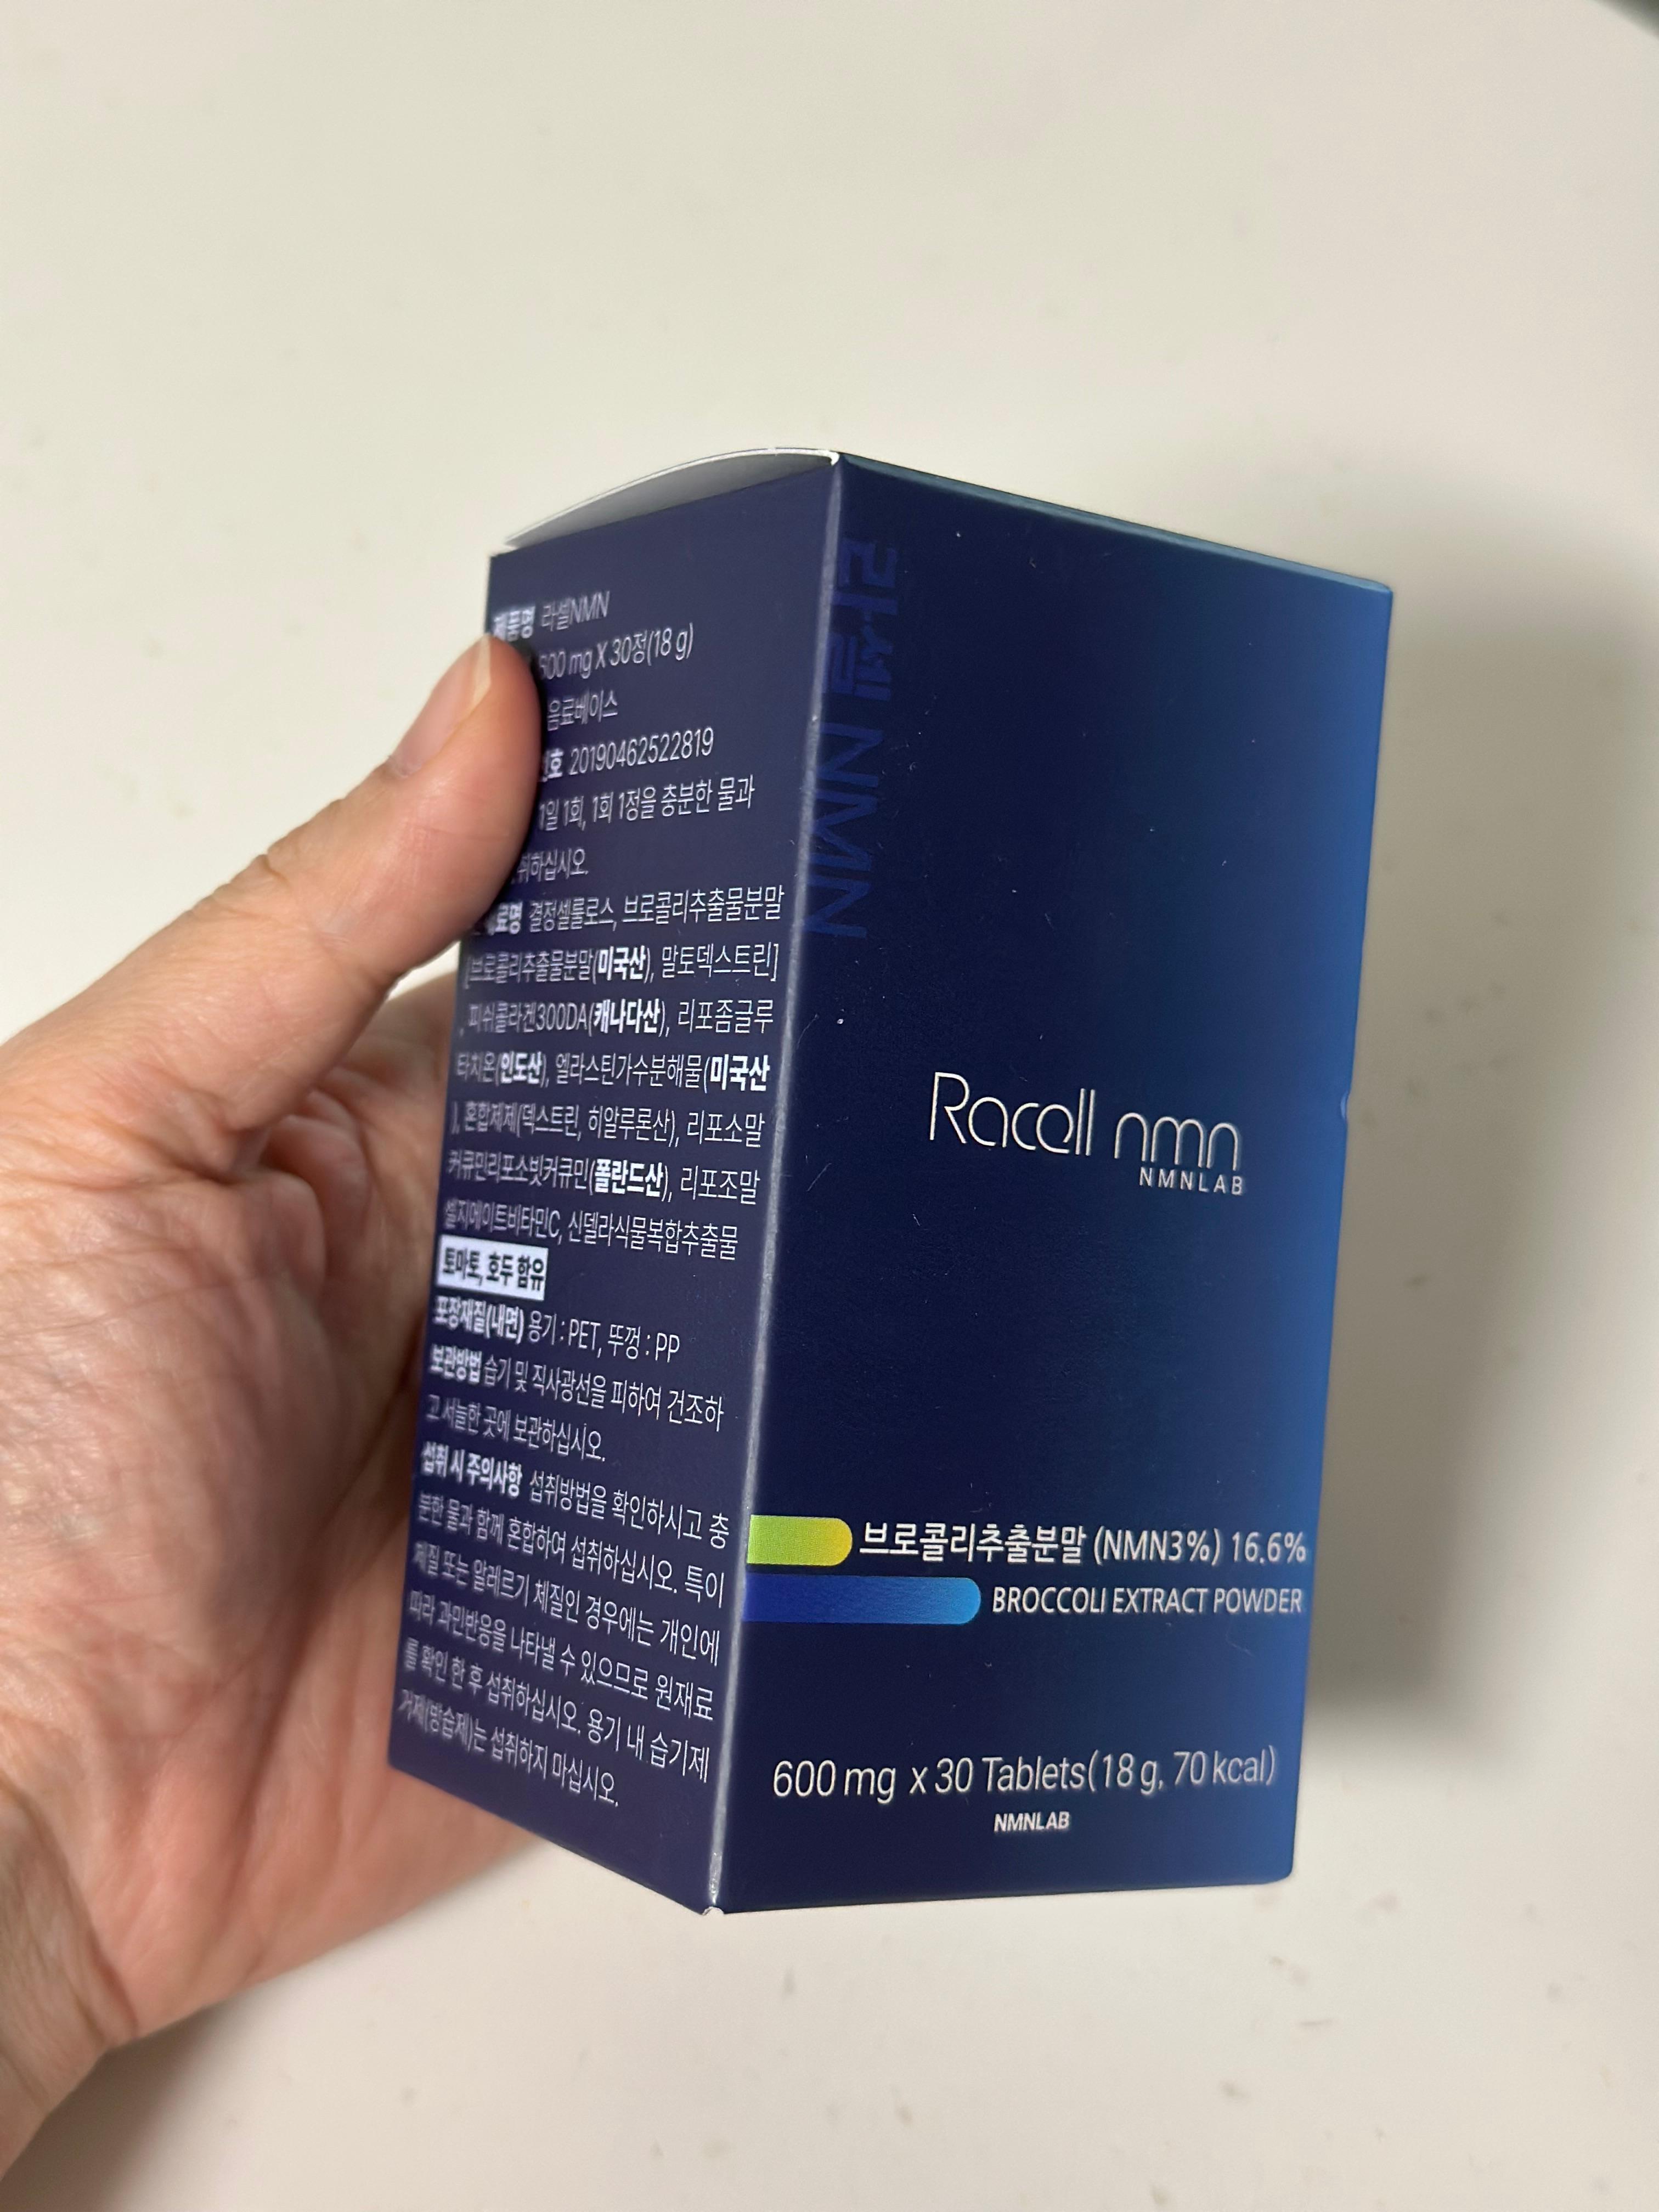 제품명 라셀NMN
600 mg X 30정(18 g)
음료베이스
호 20190462522819
1일 1회, 1회 1정을 충분한 물과
취하십시오.
료명 결정셀룰로스, 브로콜리추출물분말
[브로콜리추출물분말(미국산), 말토덱스트린]
, 피쉬콜라겐300DA(캐나다산), 리포좀글루
타치온(인도산), 엘라스틴가수분해물(미국산
), 혼합제제(덱스트린, 히알루론산), 리포소말
커큐민리포소빗커큐민(폴란드산), 리포조말
셀지에이트비타민C, 신델라식물복합추출물
토마토, 호두 함유
포장재질(내면) 용기 : PET, 뚜껑 : PP
보관방법 습기 및 직사광선을 피하여 건조하
고 서늘한 곳에 보관하십시오.
섭취 시 주의사항 섭취방법을 확인하시고 충
분한 물과 함께 혼합하여 섭취하십시오. 특이
체질 또는 알레르기 체질인 경우에는 개인에
따라 과민반응을 나타낼 수 있으므로 원재료
를 확인 한 후 섭취하십시오. 용기 내 습기제
거제(방습제)는 섭취하지 마십시오.
라셀 NMN
Racell nmn
NMNLAB
브로콜리추출분말 (NMN3%) 16.6%
BROCCOLI EXTRACT POWDER
600 mg x 30 Tablets(18 g, 70 kcal)
NMNLAB